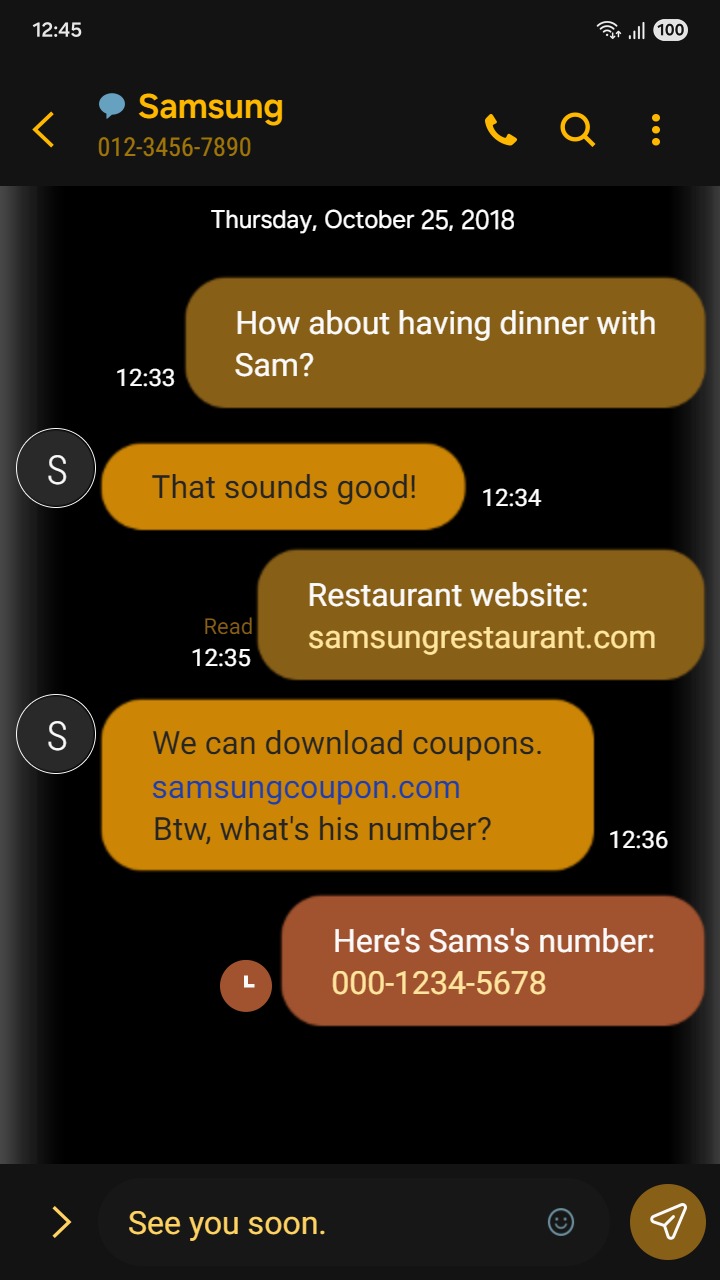 12:45
100
Samsung
012-3456-7890
Thursday, October 25, 2018
How about having dinner with
Sam?
12:33
S
That sounds good!
12:34
Restaurant website:
samsungrestaurant.com
Read
12:35
S
We can download coupons.
samsungcoupon.com
Btw, what's his number?
12:36
Here's Sams's number:
000-1234-5678
See you soon.